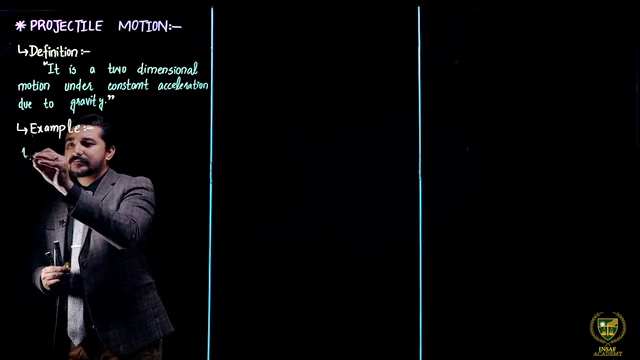 * PROJECTILE MOTION:-
↳ Definition:-
"It is a two dimensional
motion under constant acceleration
due to gravity."
↳ Example:-
1.
INSAF
ACADEMY